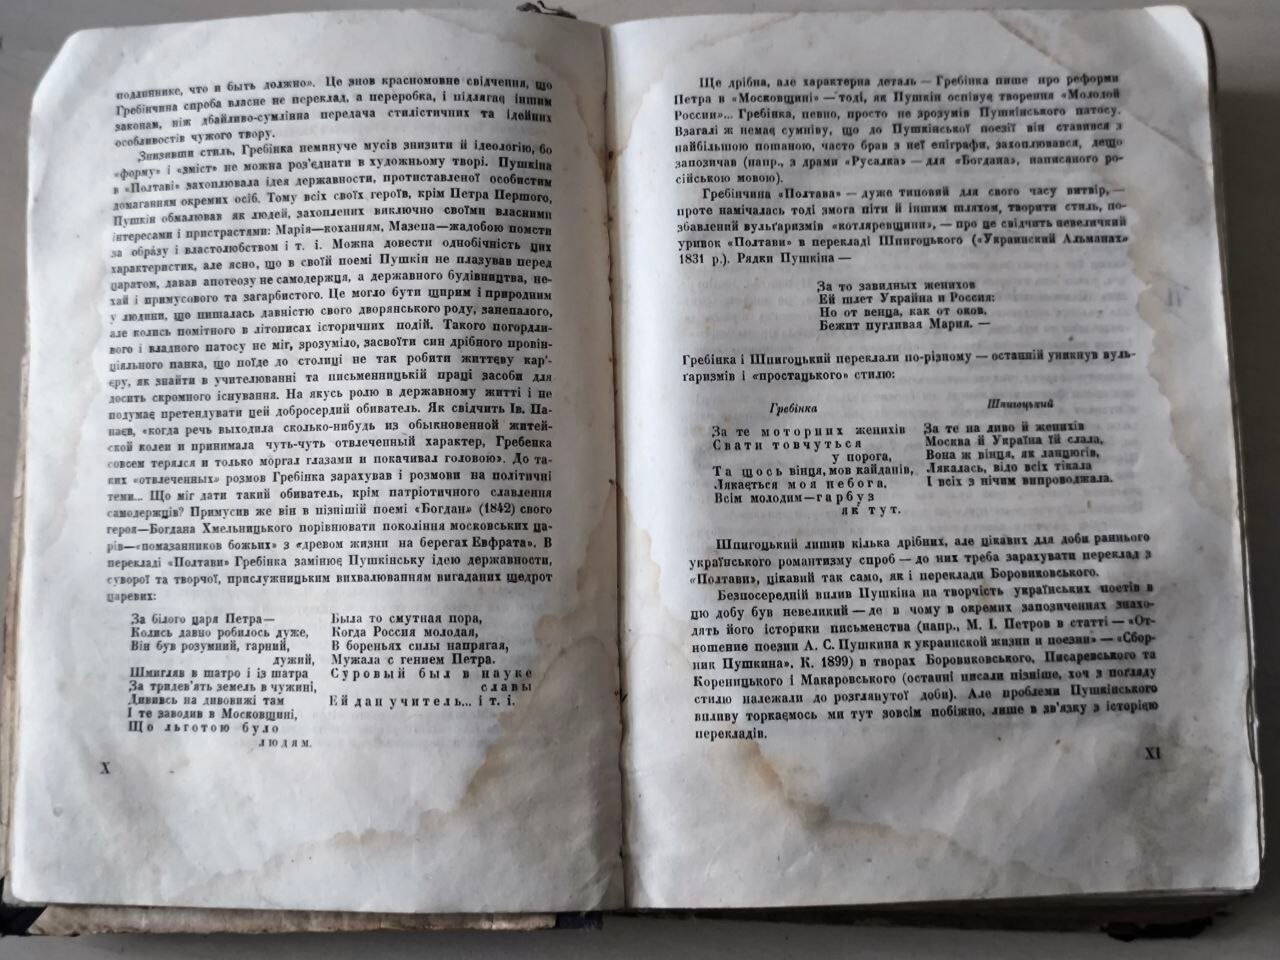 подлиннике, что и быть должно». Це знов красномовне свідчення, що
Гребінчина спроба власне не переклад, а переробка, і підлягає іншим
законам, ніж дбайливо-сумлінна передача стилістичних та ідейних
особливостів чужого твору.
Знизивши стиль, Гребінка неминуче мусів знизити й ідеологію, бо
«форму» і «зміст» не можна роз'єднати в художньому творі. Пушкіна
в «Полтаві» захоплювала ідея державности, протиставленої особистим
домаганням окремих осіб. Тому всіх своїх героїв, крім Петра Першого,
Пушкін обмалював як людей, захоплених виключно своїми власними
інтересами і пристрастями: Марія—коханням, Мазепа—жадобою помсти
за образу і властолюбством і т. і. Можна довести однобічність цих
характеристик, але ясно, що в своїй поемі Пушкін не плазував перед
царатом, давав апотеозу не самодержця, а державного будівництва, не-
хай і примусового та загарбистого. Це могло бути щирим і природним
у людини, що пишалась давністю свого дворянського роду, занепалого,
але колись помітного в літописах історичних подій. Такого погордли-
вого і владного патосу не міг, зрозуміло, засвоїти син дрібного провін-
ціяльного панка, що поїде до столиці не так робити життєву кар'-
єру, як знайти в учителюванні та письменницькій праці засоби для
досить скромного існування. На якусь ролю в державному житті і не
подумає претендувати цей добросердий обиватель. Як свідчить Ів. Па-
наєв, «когда речь выходила сколько-нибудь из обыкновенной житей-
ской колеи и принимала чуть-чуть отвлеченный характер, Гребенка
совсем терялся и только моргал глазами и покачивал головою». До та-
ких «отвлеченных» розмов Гребінка зарахував і розмови на політичні
теми... Що міг дати такий обиватель, крім патріотичного славлення
самодержців? Примусив же він в пізнішій поемі «Богдан» (1842) свого
героя—Богдана Хмельницького порівнювати покоління московських ца-
рів—«помазанников божьих» з «древом жизни на берегах Евфрата». В
перекладі «Полтави» Гребінка замінює Пушкінську ідею державности,
суворої та творчої, прислужницьким вихвалюванням вигаданих щедрот
царевих:
За білого царя Петра—
Колись давно робилось дуже,
Він був розумний, гарний,
дужий,
Шмигляв в шатро і із шатра
За тридев'ять земель в чужині,
Дививсь на дивовижі там
І те заводив в Московщині,
Що льготою було
людям.
Была то смутная пора,
Когда Россия молодая,
В бореньях силы напрягая,
Мужала с гением Петра.
Суровый был в науке
славы
Ей дан учитель... і т. і.
X
Ще дрібна, але характерна деталь — Гребінка пише про реформи
Петра в «Московщині» — тоді, як Пушкін оспівує творення «Молодой
России»... Гребінка, певно, просто не зрозумів Пушкінського патосу.
Взагалі ж немає сумніву, що до Пушкінської поезії він ставився з
найбільшою пошаною, часто брав з неї епіграфи, захоплювався, дещо
запозичав (напр., з драми «Русалка» — для «Богдана», написаного ро-
сійською мовою).
Гребінчина «Полтава» — дуже типовий для свого часу витвір, —
проте намічалась тоді змога піти й іншим шляхом, творити стиль, по-
збавлений вульґаризмів «котляревщини», — про це свідчить невеличкий
уривок «Полтави» в перекладі Шпигоцького («Украинский Альманах»
1831 р.). Рядки Пушкіна —
За то завидных женихов
Ей шлет Украйна и Россия:
Но от венца, как от оков,
Бежит пугливая Мария. —
Гребінка і Шпигоцький переклали по-різному — останній уникнув вуль-
ґаризмів і «простацького» стилю:
Гребінка
За те моторних женихів
Свати товчуться
у порога,
Та щось вінця, мов кайданів,
Лякається моя небога,
Всім молодим—гарбуз
як тут.
Шпигоцький
За те на диво й женихів
Москва й Україна їй слала,
Вона ж вінця, як ланцюгів,
Лякалась, відо всіх тікала
І всіх з нічим випроводжала.
Шпигоцький лишив кілька дрібних, але цікавих для доби раннього
українського романтизму спроб — до них треба зарахувати переклад з
«Полтави», цікавий так само, як і переклади Боровиковського.
Безпосередній вплив Пушкіна на творчість українських поетів в
цю добу був невеликий — де в чому в окремих запозиченнях знахо-
дять його історики письменства (напр., М. І. Петров в статті — «От-
ношение поэзии А. С. Пушкина к украинской жизни и поезии» — «Сбор-
ник Пушкина». К. 1899) в творах Боровиковського, Писаревського та
Кореницького і Макаровського (останні писали пізніше, хоч з погляду
стилю належали до розглянутої доби). Але проблеми Пушкінського
впливу торкаємось ми тут зовсім побіжно, лише в зв'язку з історією
перекладів.
XI